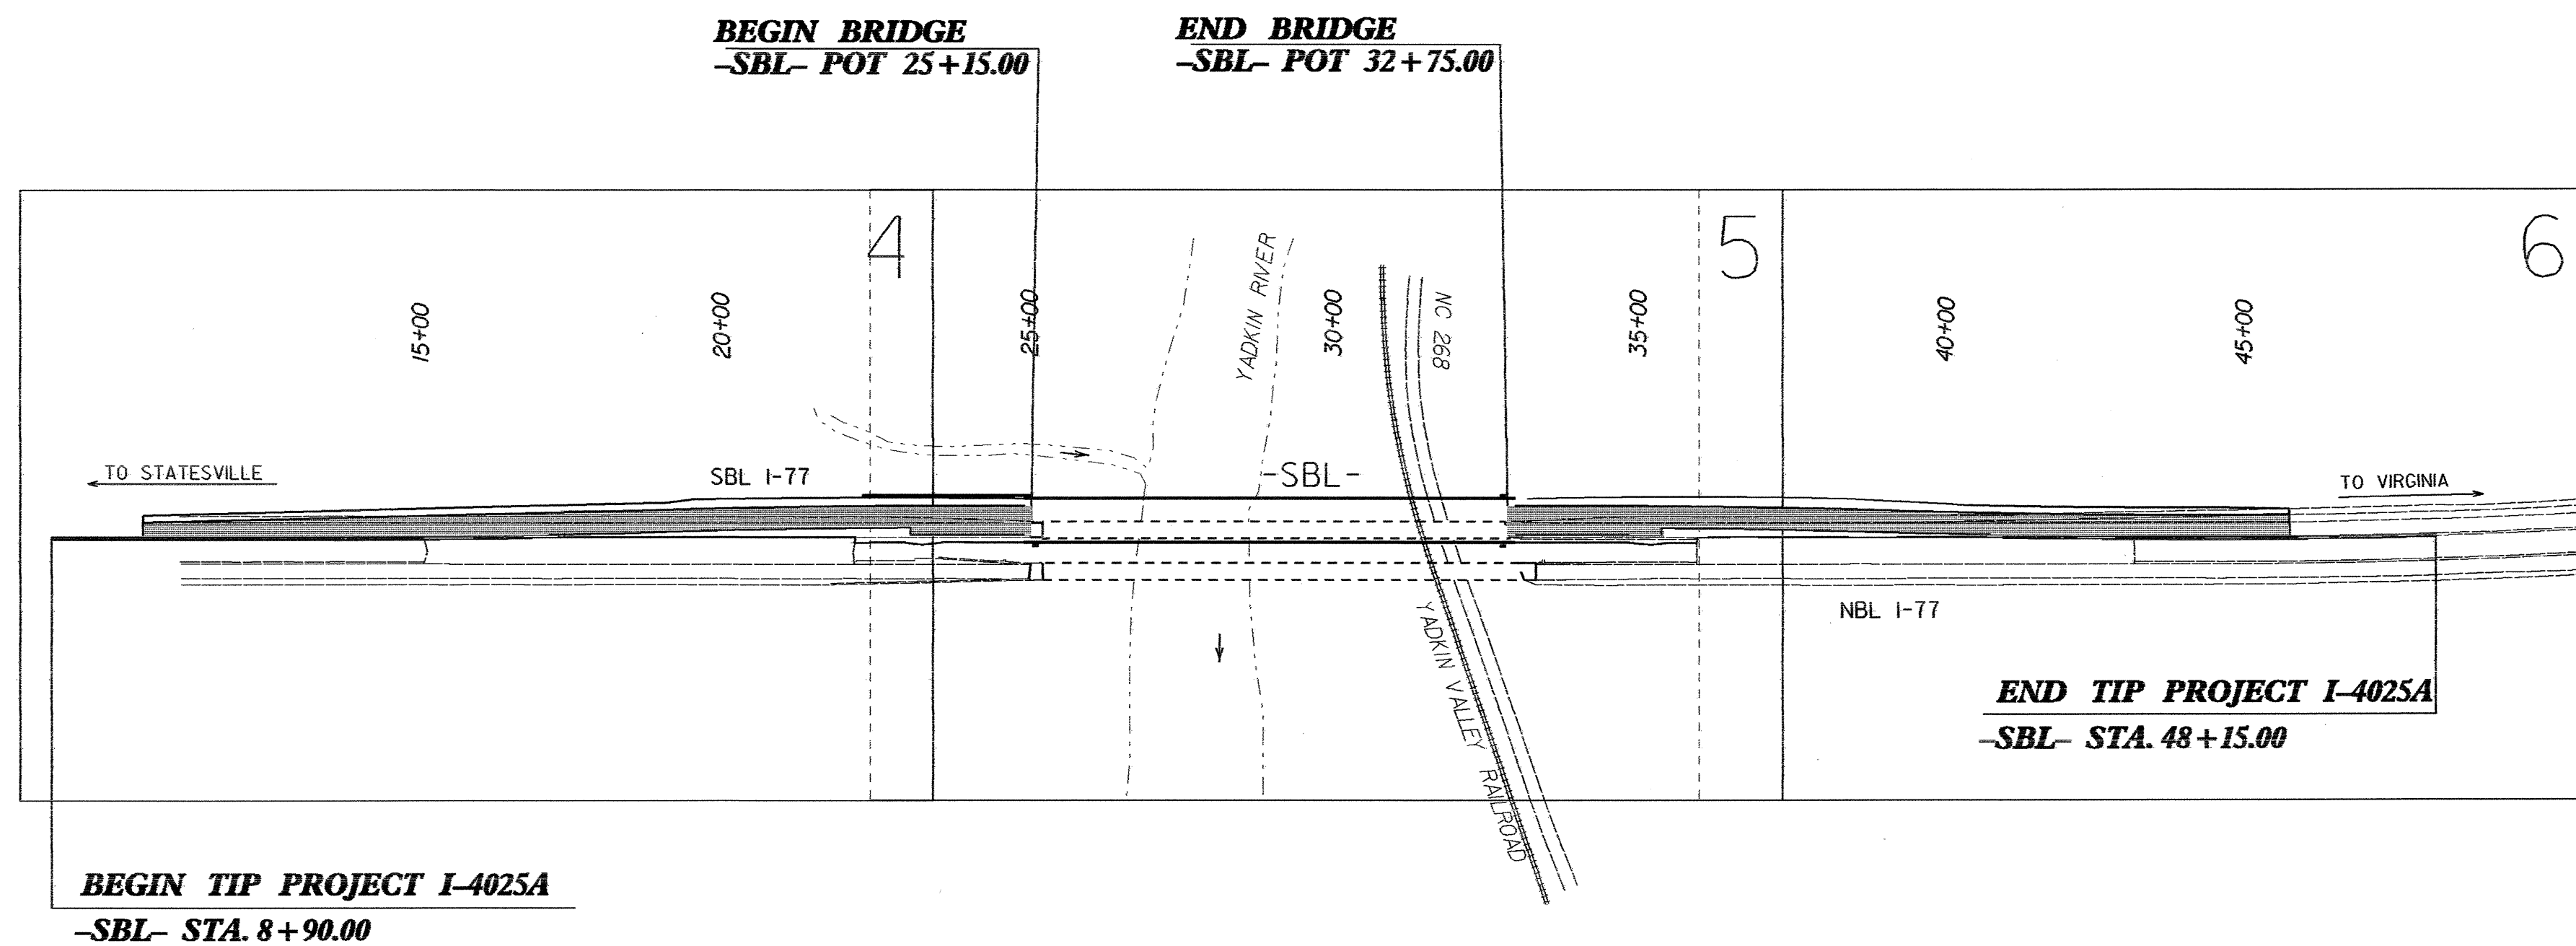 BEGIN BRIDGE
–SBL– POT 25+15.00
END BRIDGE
–SBL– POT 32+75.00
4
5
6
15+00
20+00
25+00
YADKIN RIVER
30+00
NC 268
35+00
40+00
45+00
TO STATESVILLE
SBL I-77
-SBL-
TO VIRGINIA
NBL I-77
YADKIN VALLEY RAILROAD
END TIP PROJECT I–4025A
–SBL– STA. 48+15.00
BEGIN TIP PROJECT I–4025A
–SBL– STA. 8+90.00